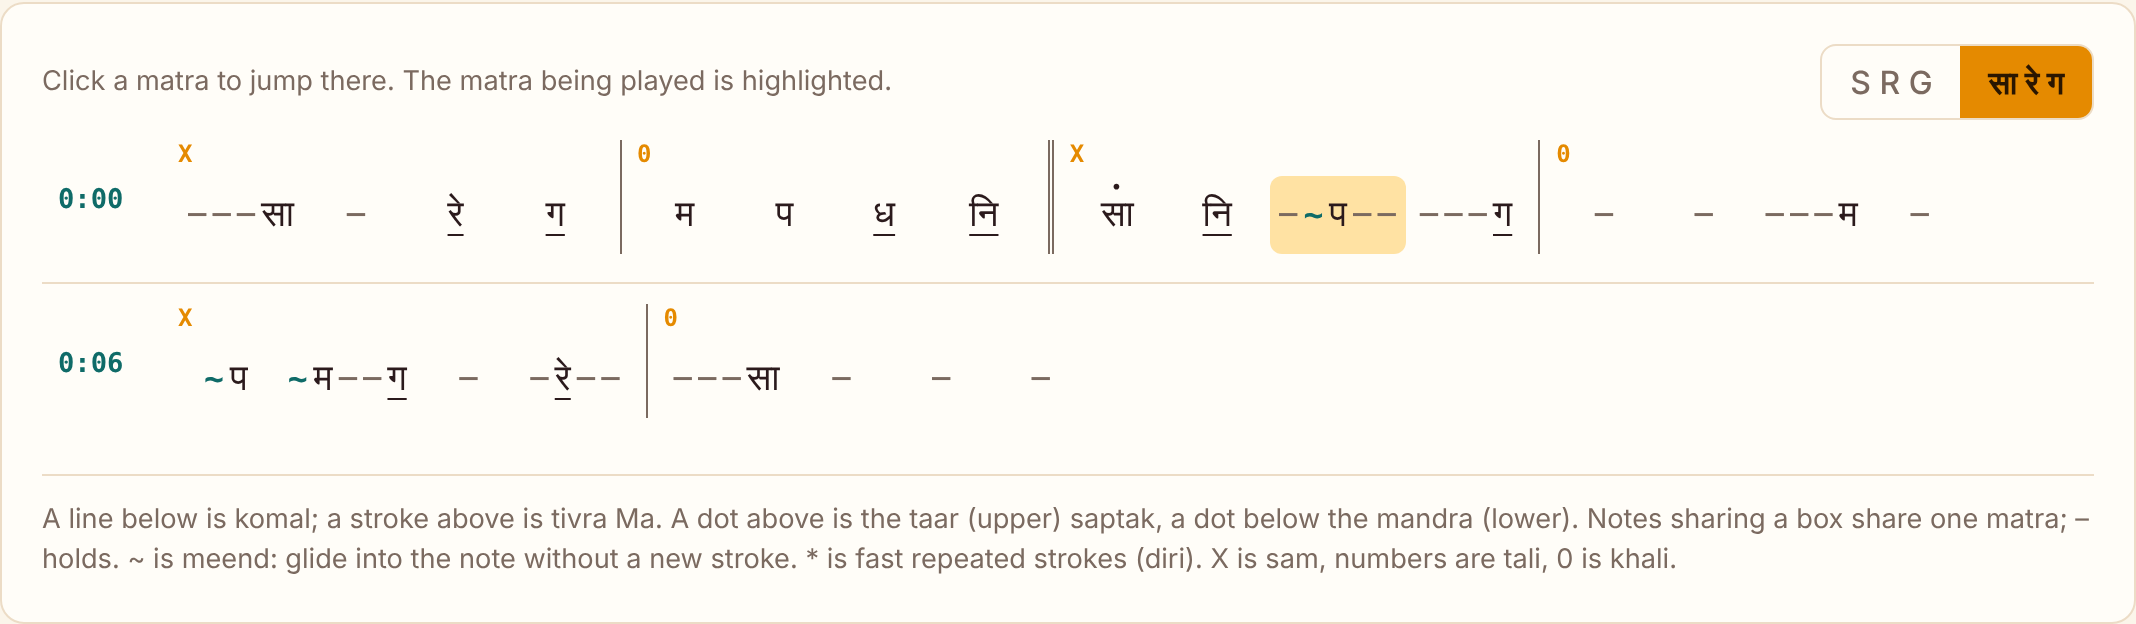 Click a matra to jump there. The matra being played is highlighted.
S R G सा रे ग
X 0 X 0
0:00 –––सा – रे॒ ग॒ म प ध॒ नि॒ सां नि॒ –~प–– –––ग॒ – – –––म –
X 0
0:06 ~प ~म––ग॒ – –रे॒–– –––सा – – –
A line below is komal; a stroke above is tivra Ma. A dot above is the taar (upper) saptak, a dot below the mandra (lower). Notes sharing a box share one matra; –
holds. ~ is meend: glide into the note without a new stroke. * is fast repeated strokes (diri). X is sam, numbers are tali, 0 is khali.